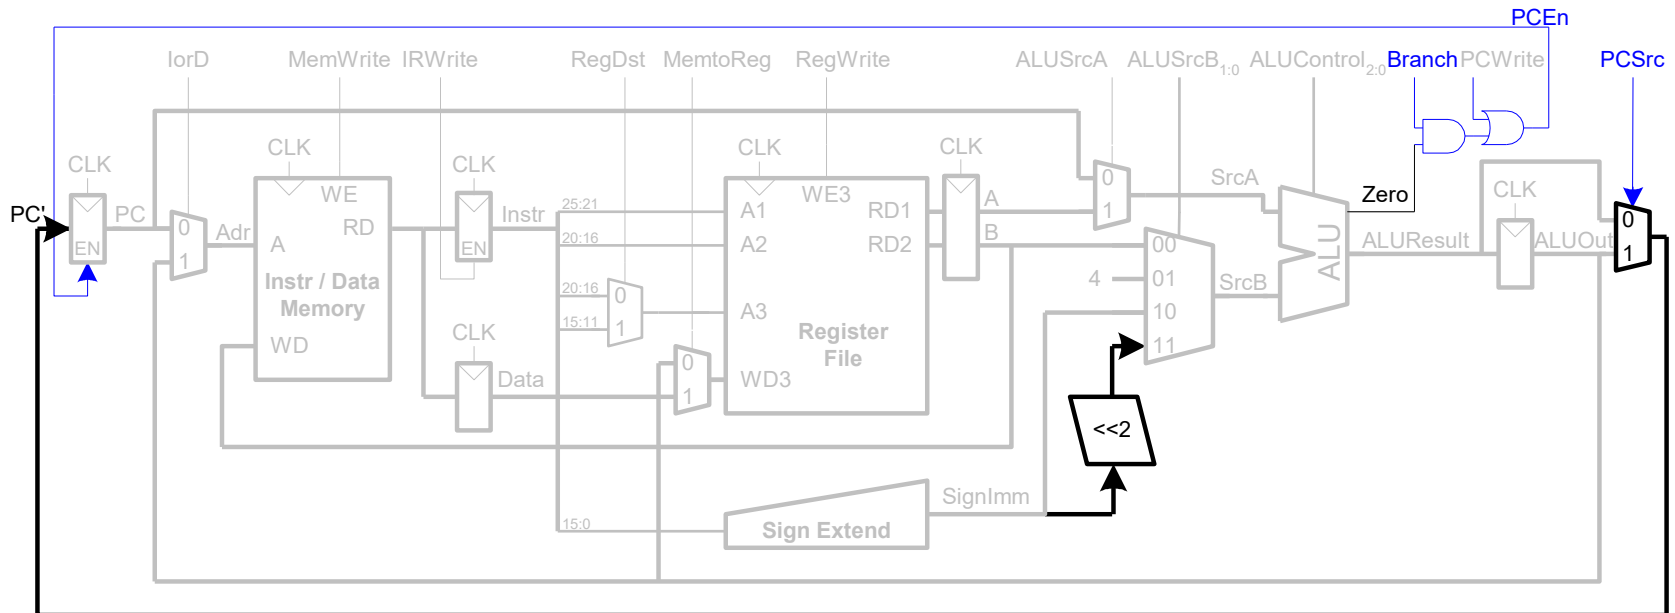 PCEn
IorD MemWrite IRWrite RegDst MemtoReg RegWrite ALUSrcA ALUSrcB1:0 ALUControl2:0 Branch PCWrite PCSrc
CLK CLK CLK CLK CLK
WE WE3 0 SrcA Zero CLK
PC' PC 0 Adr A RD Instr 25:21 A1 RD1 A 1 0
EN 1 EN 20:16 A2 RD2 B 00 ALU ALUResult ALUOut 1
Instr / Data 20:16 0 4 01 SrcB
Memory 15:11 1 A3 Register 10
CLK File 11
WD Data 0 WD3
1
<<2
SignImm
15:0 Sign Extend